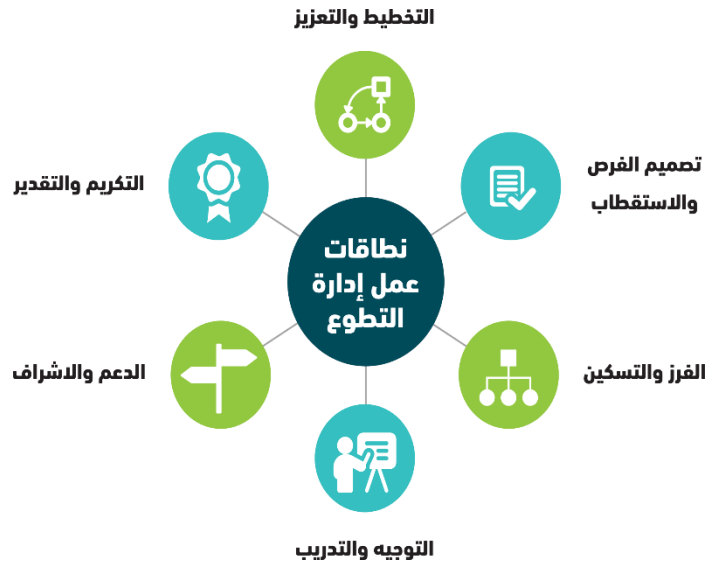 التخطيط والتعزيز
تصميم الفرص
والاستقطاب
التكريم والتقدير
نطاقات
عمل إدارة
التطوع
الفرز والتسكين
الدعم والاشراف
التوجيه والتدريب